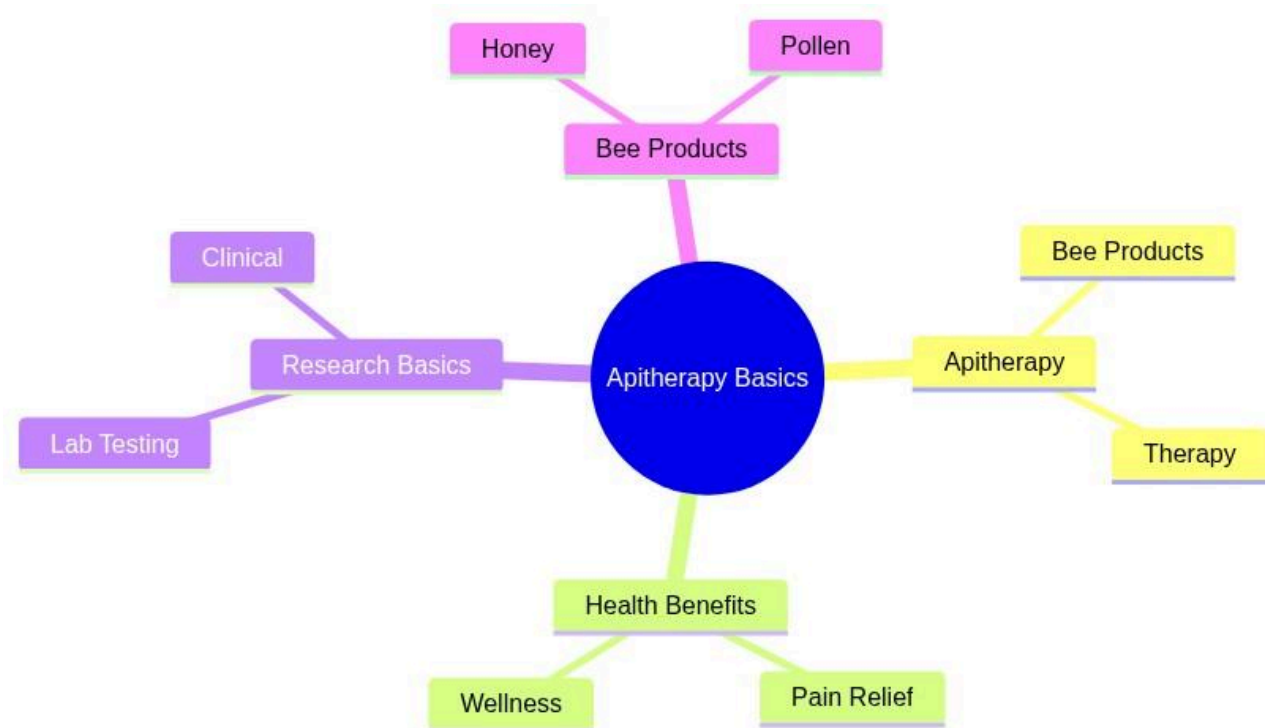 Honey
Pollen
Bee Products
Clinical
Bee Products
Research Basics
Apitherapy Basics
Apitherapy
Lab Testing
Therapy
Health Benefits
Wellness
Pain Relief